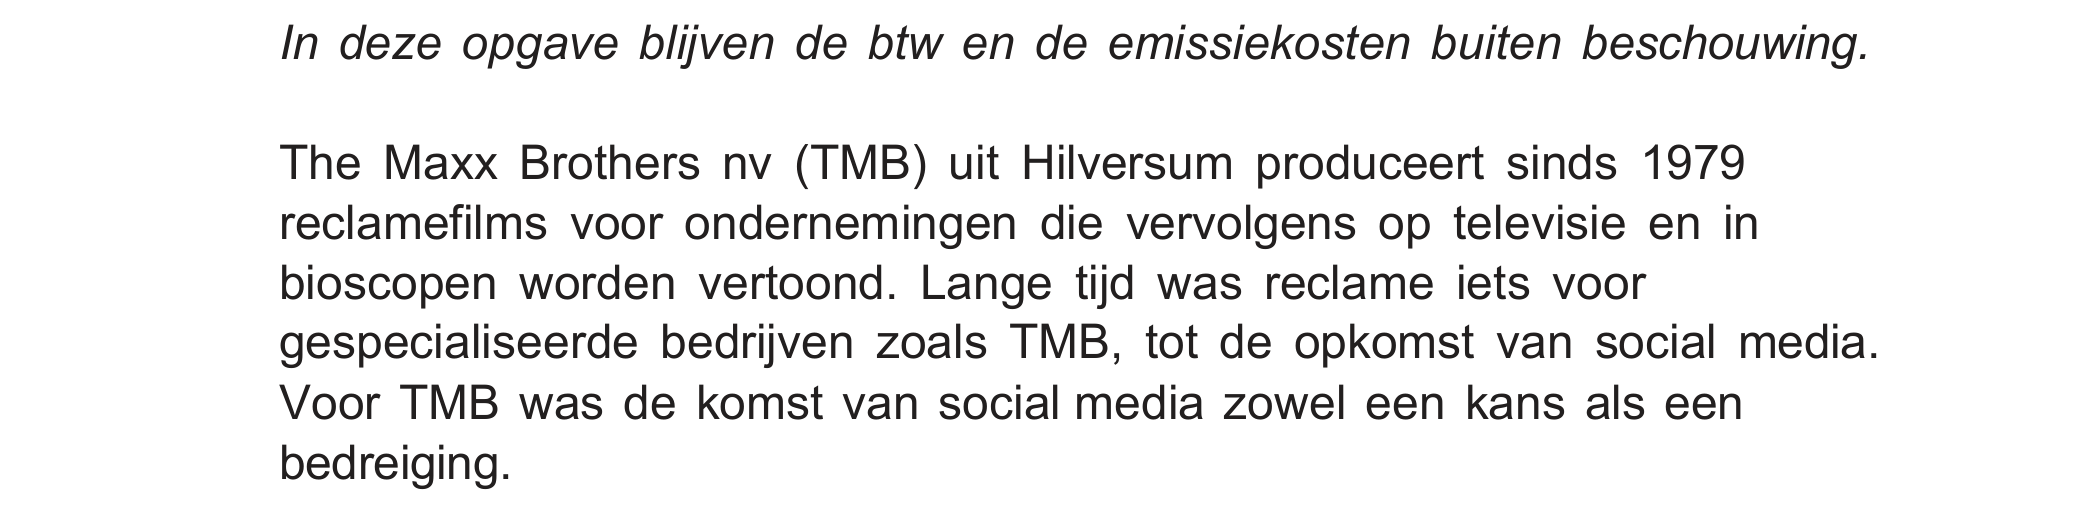 In deze opgave blijven de btw en de emissiekosten buiten beschouwing.
The Maxx Brothers nv (TMB) uit Hilversum produceert sinds 1979
reclamefilms voor ondernemingen die vervolgens op televisie en in
bioscopen worden vertoond. Lange tijd was reclame iets voor
gespecialiseerde bedrijven zoals TMB, tot de opkomst van social media.
Voor TMB was de komst van social media zowel een kans als een
bedreiging.